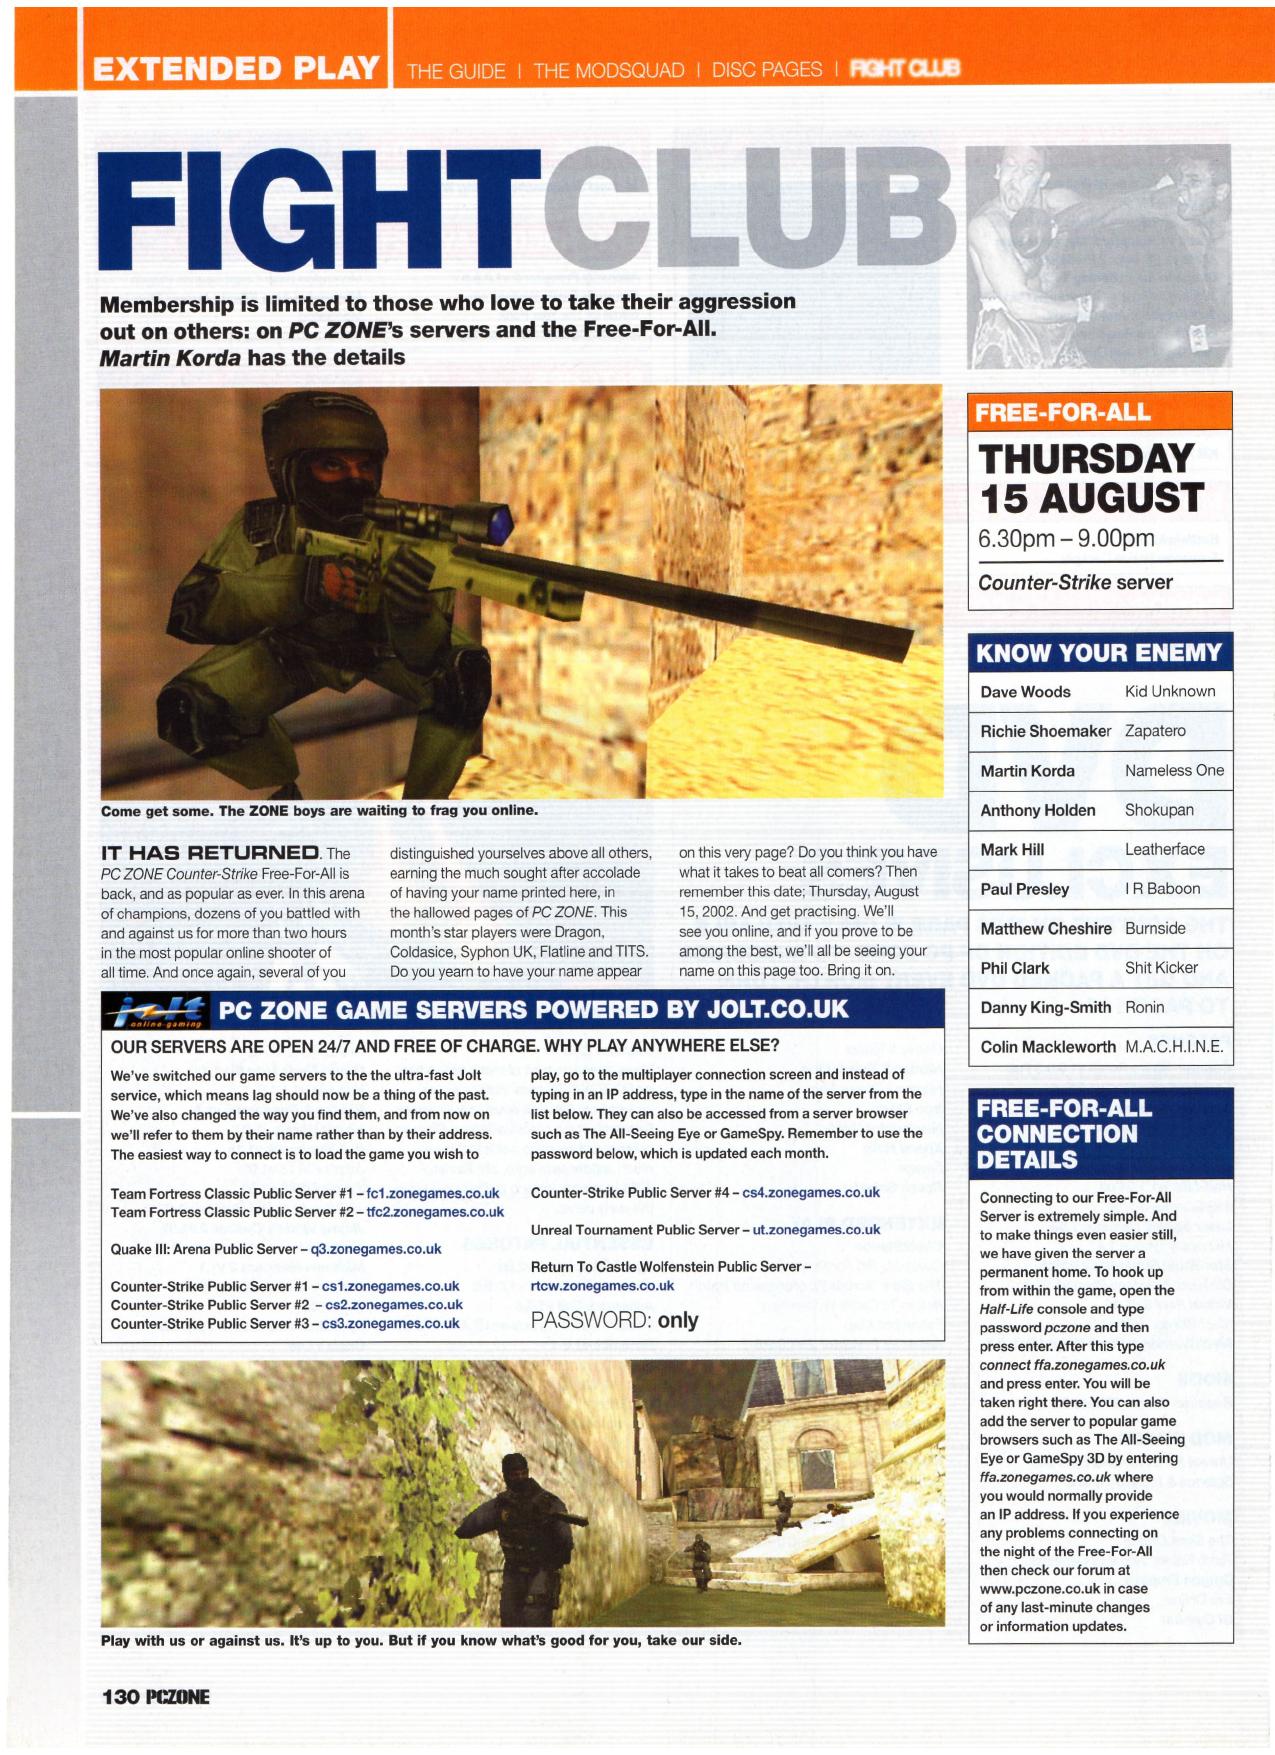 EXTENDED PLAY
THE GUIDE | THE MODSQUAD | DISC PAGES | FIGHT CLUB
FIGHTCLUB
Membership is limited to those who love to take their aggression
out on others: on PC ZONE's servers and the Free-For-All.
Martin Korda has the details
Come get some. The ZONE boys are waiting to frag you online.
IT HAS RETURNED. The
PC ZONE Counter-Strike Free-For-All is
back, and as popular as ever. In this arena
of champions, dozens of you battled with
and against us for more than two hours
in the most popular online shooter of
all time. And once again, several of you
distinguished yourselves above all others,
earning the much sought after accolade
of having your name printed here, in
the hallowed pages of PC ZONE. This
month's star players were Dragon,
Coldasice, Syphon UK, Flatline and TITS.
Do you yearn to have your name appear
on this very page? Do you think you have
what it takes to beat all comers? Then
remember this date; Thursday, August
15, 2002. And get practising. We'll
see you online, and if you prove to be
among the best, we'll all be seeing your
name on this page too. Bring it on.
jolt
online-gaming
PC ZONE GAME SERVERS POWERED BY JOLT.CO.UK
OUR SERVERS ARE OPEN 24/7 AND FREE OF CHARGE. WHY PLAY ANYWHERE ELSE?
We've switched our game servers to the the ultra-fast Jolt
service, which means lag should now be a thing of the past.
We've also changed the way you find them, and from now on
we'll refer to them by their name rather than by their address.
The easiest way to connect is to load the game you wish to
play, go to the multiplayer connection screen and instead of
typing in an IP address, type in the name of the server from the
list below. They can also be accessed from a server browser
such as The All-Seeing Eye or GameSpy. Remember to use the
password below, which is updated each month.
Team Fortress Classic Public Server #1 – fc1.zonegames.co.uk
Team Fortress Classic Public Server #2 – tfc2.zonegames.co.uk
Quake III: Arena Public Server – q3.zonegames.co.uk
Counter-Strike Public Server #1 – cs1.zonegames.co.uk
Counter-Strike Public Server #2 – cs2.zonegames.co.uk
Counter-Strike Public Server #3 – cs3.zonegames.co.uk
Counter-Strike Public Server #4 – cs4.zonegames.co.uk
Unreal Tournament Public Server – ut.zonegames.co.uk
Return To Castle Wolfenstein Public Server –
rtcw.zonegames.co.uk
PASSWORD: only
Play with us or against us. It's up to you. But if you know what's good for you, take our side.
FREE-FOR-ALL
THURSDAY
15 AUGUST
6.30pm – 9.00pm
Counter-Strike server
KNOW YOUR ENEMY
Dave Woods Kid Unknown
Richie Shoemaker Zapatero
Martin Korda Nameless One
Anthony Holden Shokupan
Mark Hill Leatherface
Paul Presley I R Baboon
Matthew Cheshire Burnside
Phil Clark Shit Kicker
Danny King-Smith Ronin
Colin Mackleworth M.A.C.H.I.N.E.
FREE-FOR-ALL
CONNECTION
DETAILS
Connecting to our Free-For-All
Server is extremely simple. And
to make things even easier still,
we have given the server a
permanent home. To hook up
from within the game, open the
Half-Life console and type
password pczone and then
press enter. After this type
connect ffa.zonegames.co.uk
and press enter. You will be
taken right there. You can also
add the server to popular game
browsers such as The All-Seeing
Eye or GameSpy 3D by entering
ffa.zonegames.co.uk where
you would normally provide
an IP address. If you experience
any problems connecting on
the night of the Free-For-All
then check our forum at
www.pczone.co.uk in case
of any last-minute changes
or information updates.
130 PCZONE